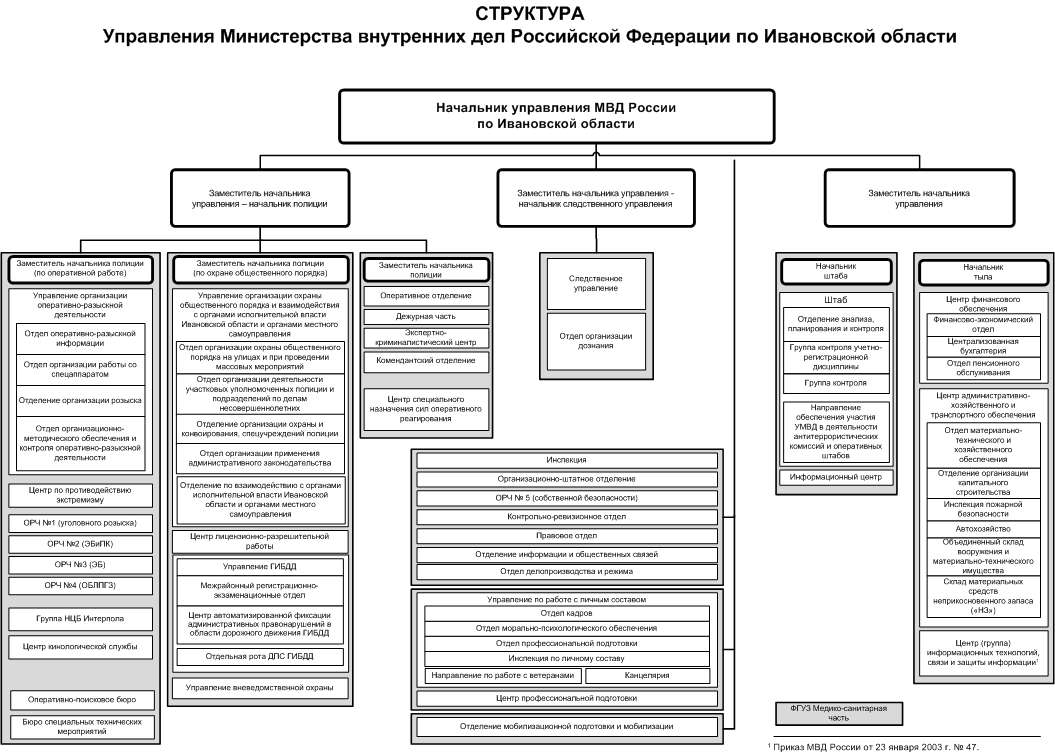 СТРУКТУРА
Управления Министерства внутренних дел Российской Федерации по Ивановской области
Начальник управления МВД России
по Ивановской области
Заместитель начальника
управления – начальник полиции
Заместитель начальника управления -
начальник следственного управления
Заместитель начальника
управления
Заместитель начальника полиции
(по оперативной работе)
Управление организации
оперативно-разыскной
деятельности
Отдел оперативно-разыскной
информации
Отдел организации работы со
спецаппаратом
Отделение организации розыска
Отдел организационно-
методического обеспечения и
контроля оперативно-разыскной
деятельности
Центр по противодействию
экстремизму
ОРЧ №1 (уголовного розыска)
ОРЧ №2 (ЭБиПК)
ОРЧ №3 (ЭБ)
ОРЧ №4 (ОБЛППГЗ)
Группа НЦБ Интерпола
Центр кинологической службы
Оперативно-поисковое бюро
Бюро специальных технических
мероприятий
Заместитель начальника полиции
(по охране общественного порядка)
Управление организации охраны
общественного порядка и взаимодействия
с органами исполнительной власти
Ивановской области и органами местного
самоуправления
Отдел организации охраны общественного
порядка на улицах и при проведении
массовых мероприятий
Отдел организации деятельности
участковых уполномоченных полиции и
подразделений по делам
несовершеннолетних
Отделение организации охраны и
конвоирования, спецучреждений полиции
Отдел организации применения
административного законодательства
Отделение по взаимодействию с органами
исполнительной власти Ивановской
области и органами местного
самоуправления
Центр лицензионно-разрешительной
работы
Управление ГИБДД
Межрайонный регистрационно-
экзаменационные отдел
Центр автоматизированной фиксации
административных правонарушений в
области дорожного движения ГИБДД
Отдельная рота ДПС ГИБДД
Управление вневедомственной охраны
Заместитель начальника
полиции
Оперативное отделение
Дежурная часть
Экспертно-
криминалистический центр
Комендантский отделение
Центр специального
назначения сил оперативного
реагирования
Следственное
управление
Отдел организации
дознания
Инспекция
Организационно-штатное отделение
ОРЧ № 5 (собственной безопасности)
Контрольно-ревизионное отдел
Правовое отдел
Отделение информации и общественных связей
Отдел делопроизводства и режима
Управление по работе с личным составом
Отдел кадров
Отдел морально-психологического обеспечения
Отдел профессиональной подготовки
Инспекция по личному составу
Направление по работе с ветеранами
Канцелярия
Центр профессиональной подготовки
Отделение мобилизационной подготовки и мобилизации
Начальник
штаба
Штаб
Отделение анализа,
планирования и контроля
Группа контроля учетно-
регистрационной
дисциплины
Группа контроля
Направление
обеспечения участия
УМВД в деятельности
антитеррористических
комиссий и оперативных
штабов
Информационный центр
Начальник
тыла
Центр финансового
обеспечения
Финансово-экономический
отдел
Централизованная
бухгалтерия
Отдел пенсионного
обслуживания
Центр административно-
хозяйственного и
транспортного обеспечения
Отдел материально-
технического и
хозяйственного
обеспечения
Отделение организации
капитального
строительства
Инспекция пожарной
безопасности
Автохозяйство
Объединенный склад
вооружения и
материально-технического
имущества
Склад материальных
средств
неприкосновенного запаса
(«НЗ»)
Центр (группа)
информационных технологий,
связи и защиты информации¹
ФГУЗ Медико-санитарная
часть
¹ Приказ МВД России от 23 января 2003 г. № 47.